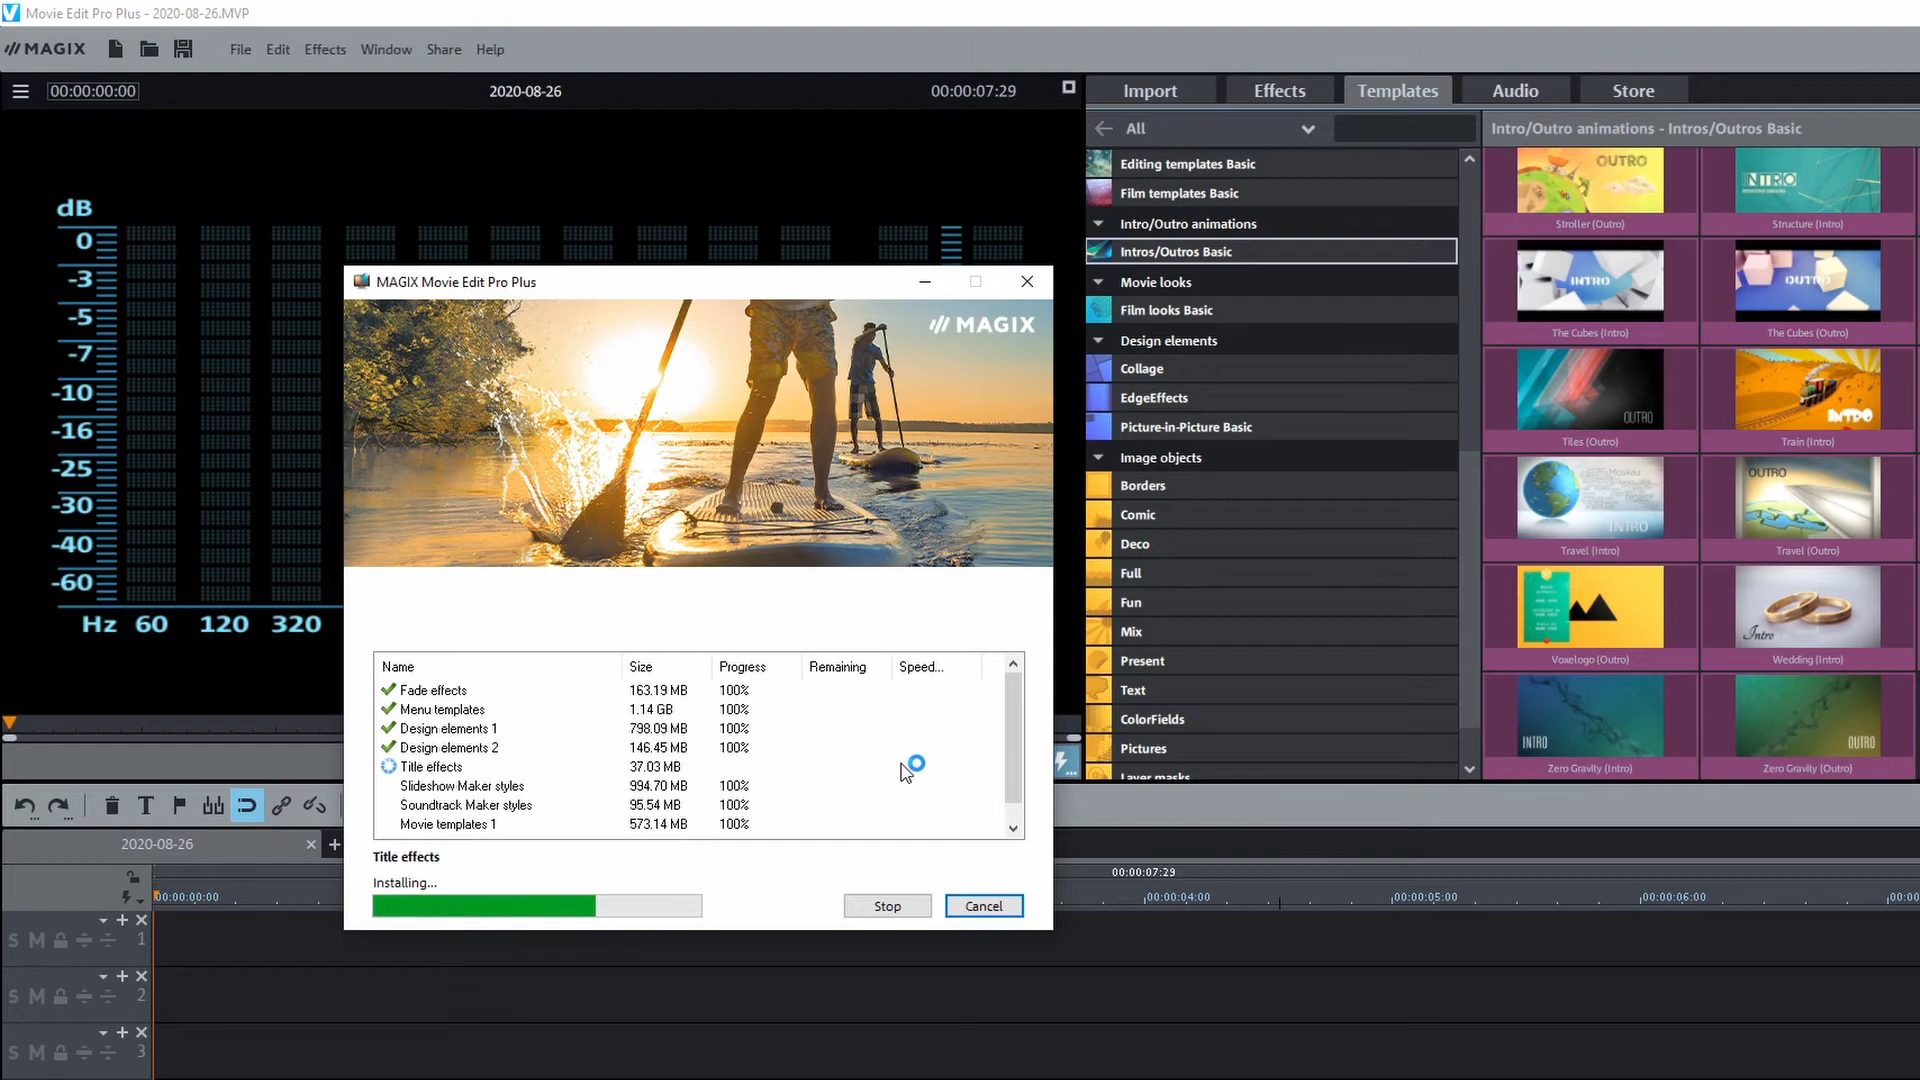 Movie Edit Pro Plus - 2020-08-26.MVP
MAGIX
File Edit Effects Window Share Help
00:00:00:00
2020-08-26
00:00:07:29
Import Effects Templates Audio Store
All
Intro/Outro animations - Intros/Outros Basic
Editing templates Basic
Film templates Basic
Intro/Outro animations
Intros/Outros Basic
Movie looks
Film looks Basic
Design elements
Collage
EdgeEffects
Picture-in-Picture Basic
Image objects
Borders
Comic
Deco
Full
Fun
Mix
Present
Text
ColorFields
Pictures
Layer masks
OUTRO
Stroller (Outro)
INTRO
Structure (Intro)
INTRO
The Cubes (Intro)
OUTRO
The Cubes (Outro)
OUTRO
Tiles (Outro)
INTRO
Train (Intro)
Moskau
INTRO
Travel (Intro)
OUTRO
Travel (Outro)
Voxelogo (Outro)
Intro
Wedding (Intro)
INTRO
Zero Gravity (Intro)
OUTRO
Zero Gravity (Outro)
dB
0
-3
-5
-7
-10
-16
-25
-30
-40
-60
Hz 60 120 320
MAGIX Movie Edit Pro Plus
MAGIX
Name Size Progress Remaining Speed...
Fade effects 163.19 MB 100%
Menu templates 1.14 GB 100%
Design elements 1 798.09 MB 100%
Design elements 2 146.45 MB 100%
Title effects 37.03 MB
Slideshow Maker styles 994.70 MB 100%
Soundtrack Maker styles 95.54 MB 100%
Movie templates 1 573.14 MB 100%
Title effects
Installing...
Stop Cancel
2020-08-26
00:00:07:29
00:00:00:00
00:00:04:00
00:00:05:00
00:00:06:00
S M 1
S M 2
S M 3